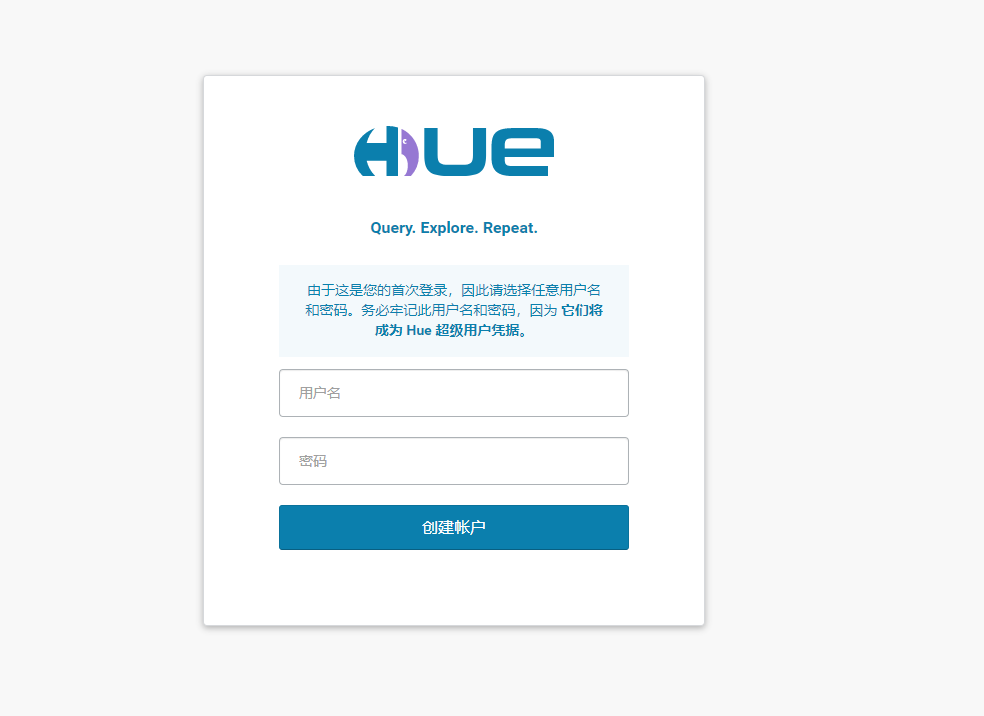 Hue
Query. Explore. Repeat.
由于这是您的首次登录，因此请选择任意用户名
和密码。务必牢记此用户名和密码，因为 它们将
成为 Hue 超级用户凭据。
用户名
密码
创建帐户